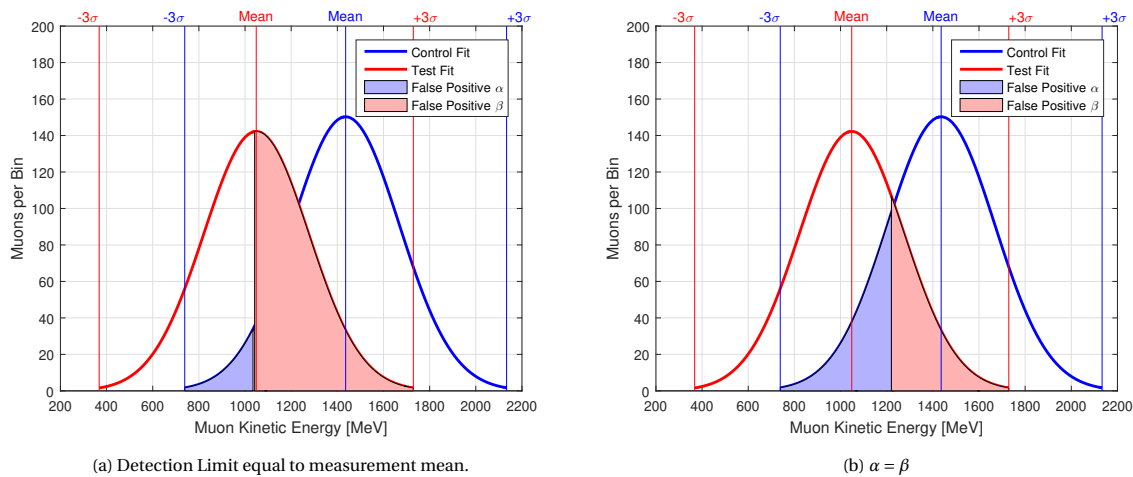 -3σ -3σ Mean Mean +3σ +3σ
200
180
160
140
120
100
80
60
40
20
0
Muons per Bin
Control Fit
Test Fit
False Positive α
False Positive β
200 400 600 800 1000 1200 1400 1600 1800 2000 2200
Muon Kinetic Energy [MeV]
(a) Detection Limit equal to measurement mean.
-3σ -3σ Mean Mean +3σ +3σ
200
180
160
140
120
100
80
60
40
20
0
Muons per Bin
Control Fit
Test Fit
False Positive α
False Positive β
200 400 600 800 1000 1200 1400 1600 1800 2000 2200
Muon Kinetic Energy [MeV]
(b) α = β